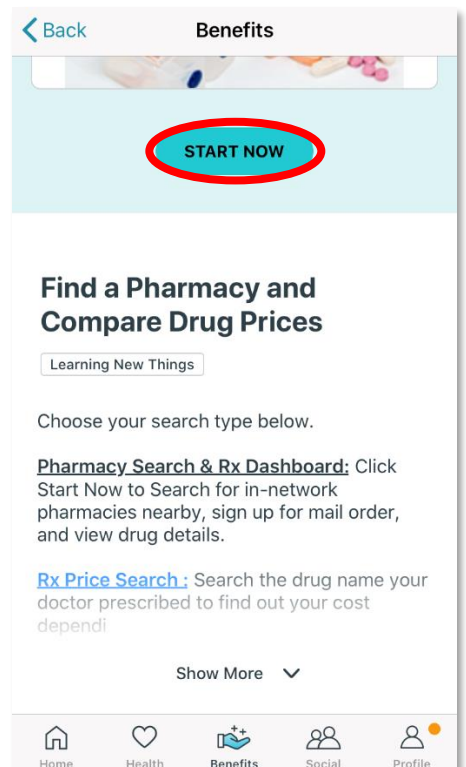 Back
Benefits
START NOW
Find a Pharmacy and
Compare Drug Prices
Learning New Things
Choose your search type below.
Pharmacy Search & Rx Dashboard: Click
Start Now to Search for in-network
pharmacies nearby, sign up for mail order,
and view drug details.
Rx Price Search : Search the drug name your
doctor prescribed to find out your cost
dependi
Show More
Home
Health
Benefits
Social
Profile